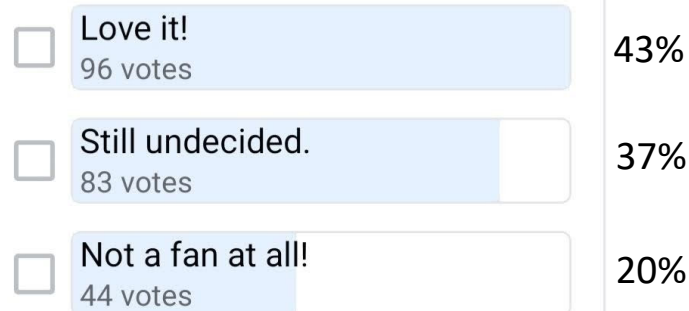 Love it!
96 votes
43%
Still undecided.
83 votes
37%
Not a fan at all!
44 votes
20%